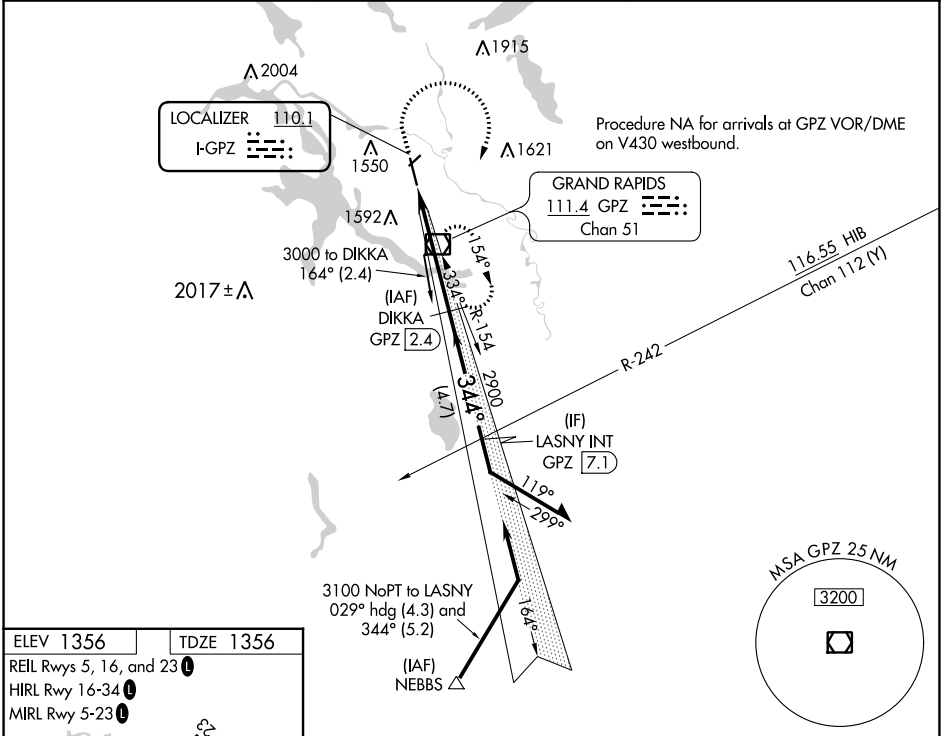 1915
2004
LOCALIZER 110.1
I-GPZ
1550
1621
Procedure NA for arrivals at GPZ VOR/DME
on V430 westbound.
GRAND RAPIDS
111.4 GPZ
Chan 51
1592
3000 to DIKKA
164° (2.4)
154°
116.55 HIB
Chan 112 (Y)
2017 ±
(IAF)
DIKKA
GPZ 2.4
334°
R-154
R-242
2900
344°
(4.7)
(IF)
LASNY INT
GPZ 7.1
119°
299°
MSA GPZ 25 NM
3200
3100 NoPT to LASNY
029° hdg (4.3) and
344° (5.2)
164°
(IAF)
NEBBS
ELEV 1356 TDZE 1356
REIL Rwys 5, 16, and 23 L
HIRL Rwy 16-34 L
MIRL Rwy 5-23 L
23